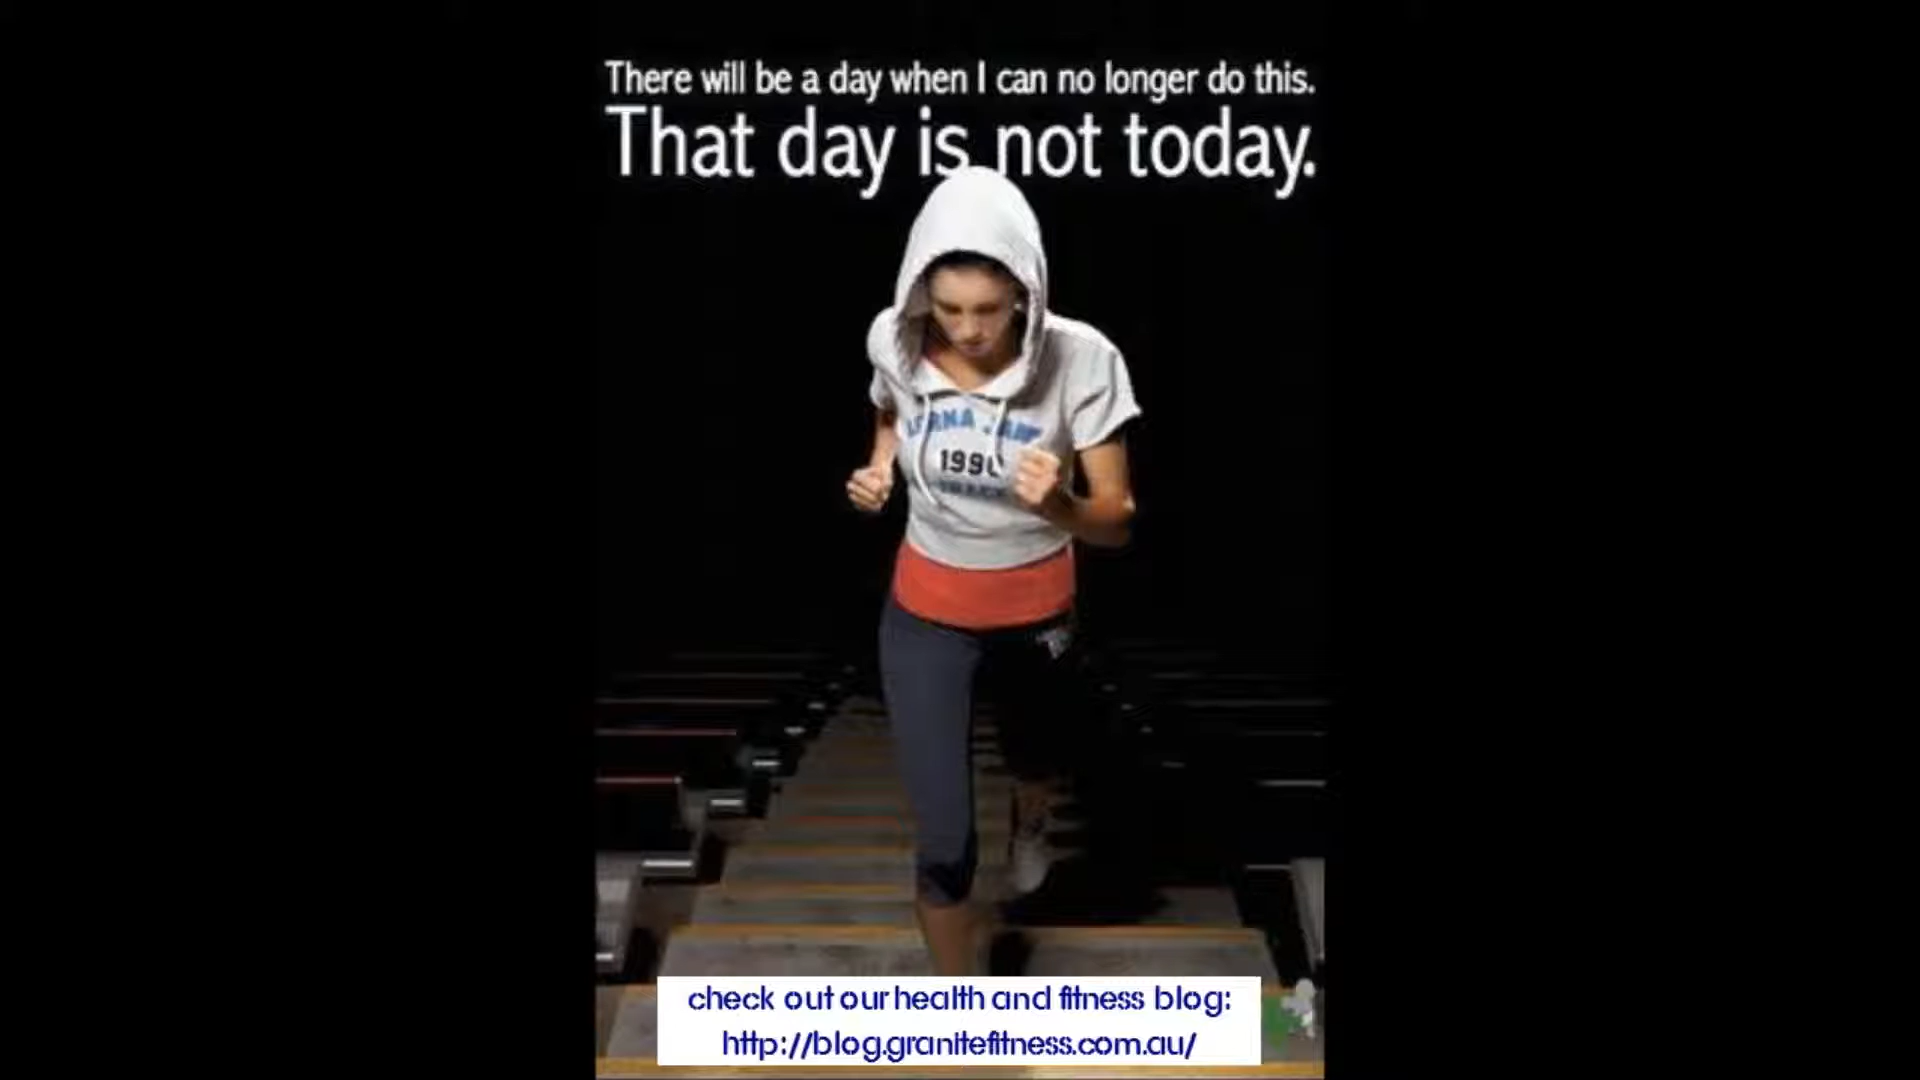 There will be a day when I can no longer do this.
That day is not today.
1990
check out our health and fitness blog:
http://blog.granitefitness.com.au/